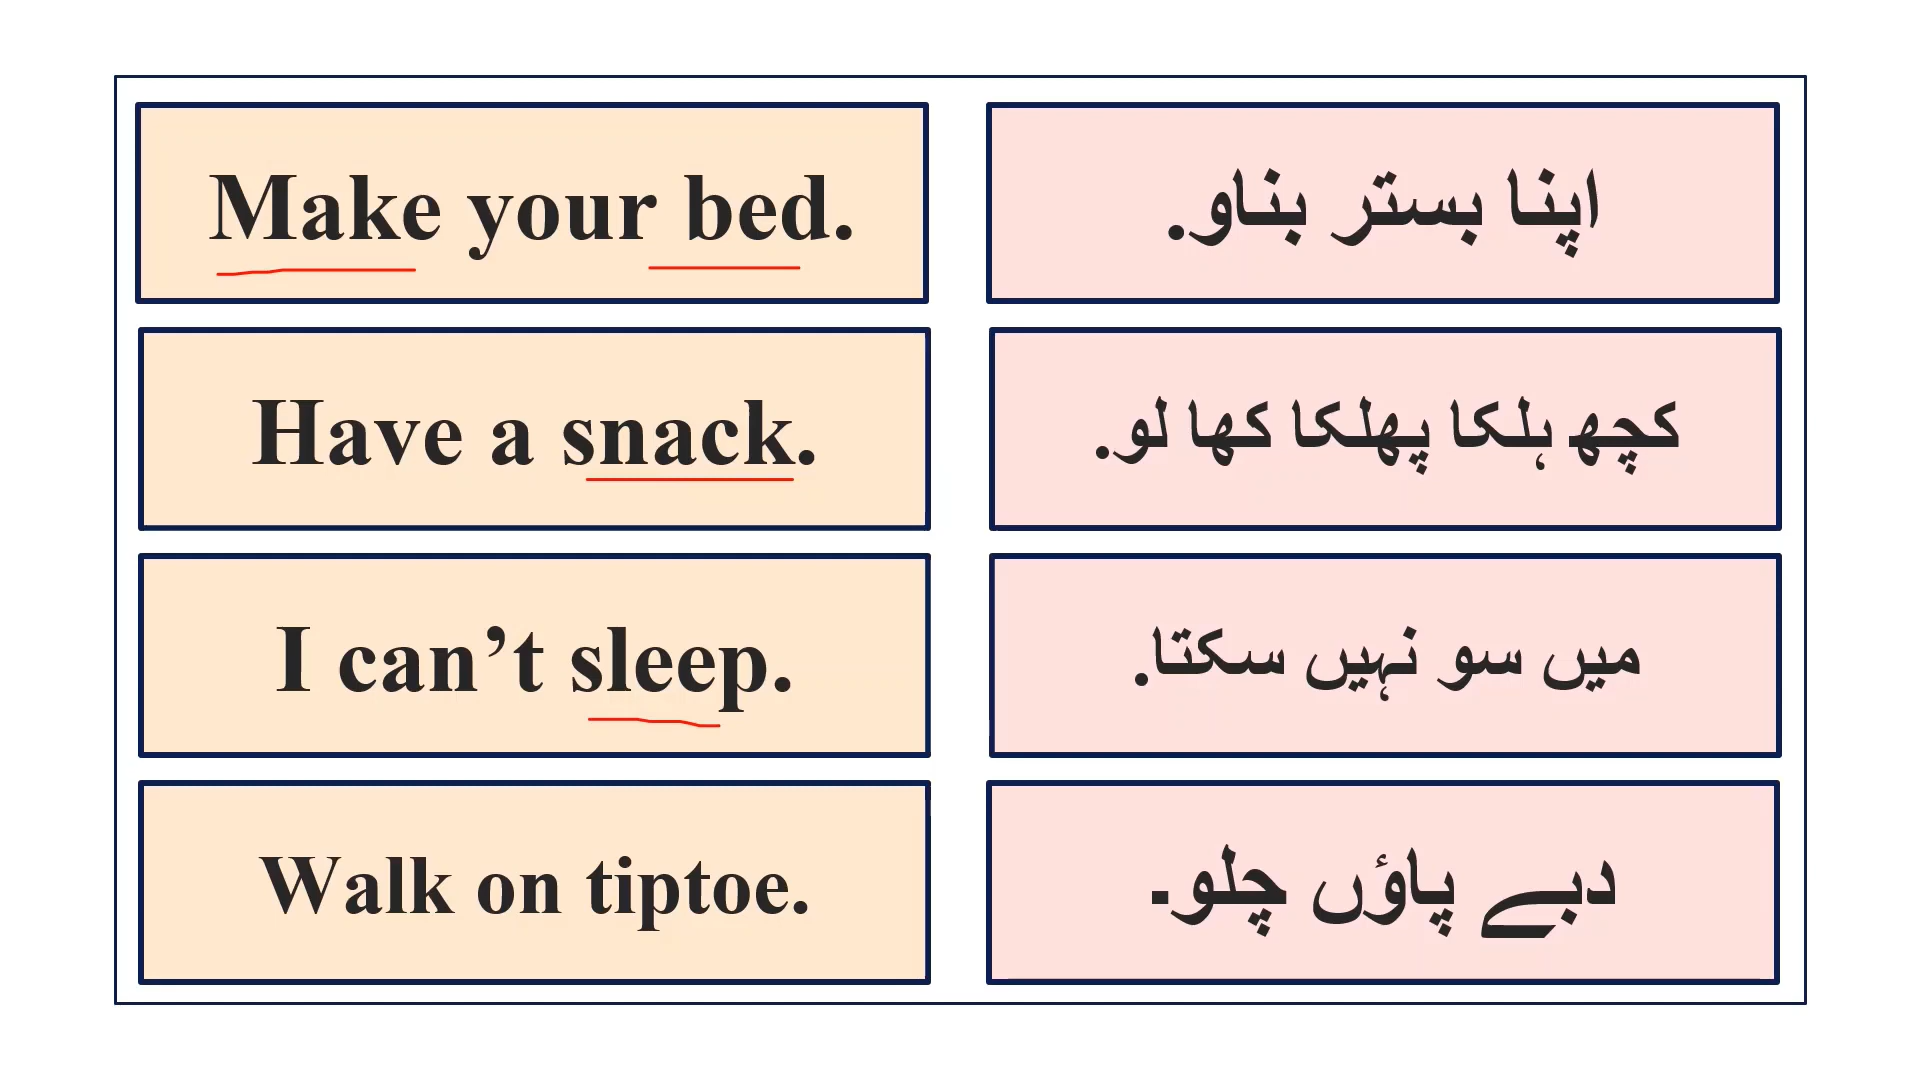 Make your bed.
اپنا بستر بناو.
Have a snack.
کچھ ہلکا پھلکا کھا لو.
I can’t sleep.
میں سو نہیں سکتا.
Walk on tiptoe.
دبے پاؤں چلو۔